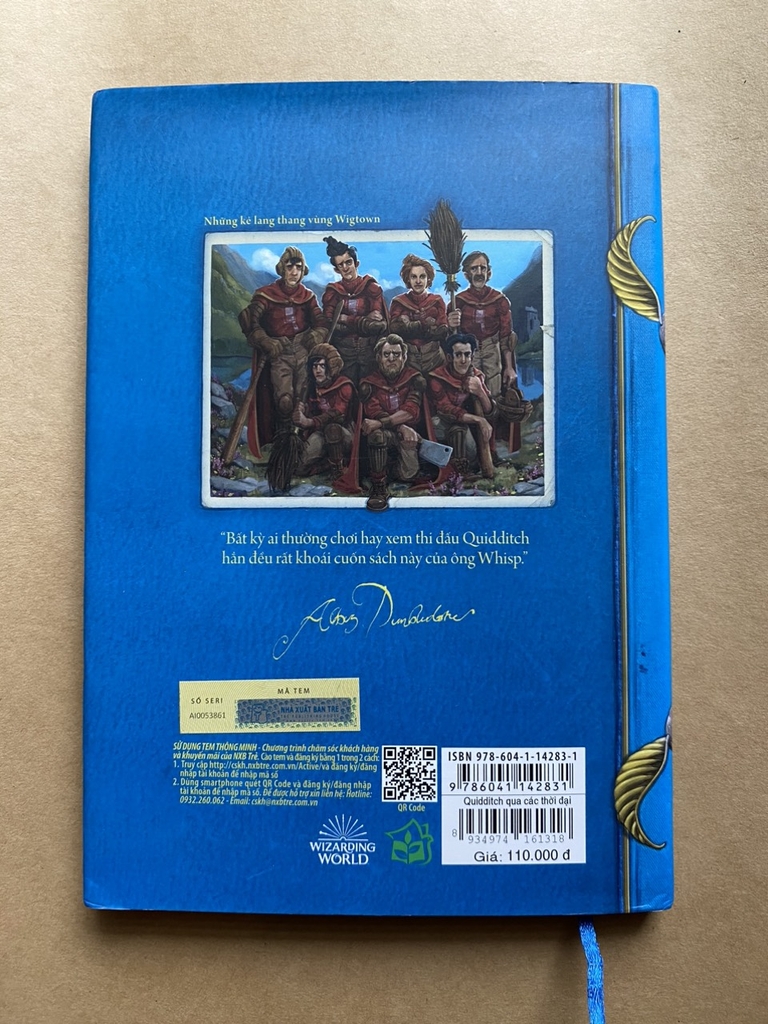 Những kẻ lang thang vùng Wigtown
“Bất kỳ ai thường chơi hay xem thi đấu Quidditch
hẳn đều rất khoái cuốn sách này của ông Whisp.”
Albus Dumbledore
SỐ SERI
AI0053861
MÃ TEM
NHÀ XUẤT BẢN TRẺ
SỬ DỤNG TEM THÔNG MINH - Chương trình chăm sóc khách hàng
và khuyến mãi của NXB Trẻ. Cào tem và đăng ký bằng 1 trong 2 cách:
1. Truy cập http://cskh.nxbtre.com.vn/Active/và đăng ký/đăng
nhập tài khoản để nhập mã số
2. Dùng smartphone quét QR Code và đăng ký/đăng nhập
tài khoản để nhập mã số. Để được hỗ trợ xin liên hệ: Hotline:
0932.260.062 - Email: cskh@nxbtre.com.vn
QR Code
WIZARDING
WORLD
ISBN 978-604-1-14283-1
9 786041 142831
Quidditch qua các thời đại
8 934974 161318
Giá: 110.000 đ